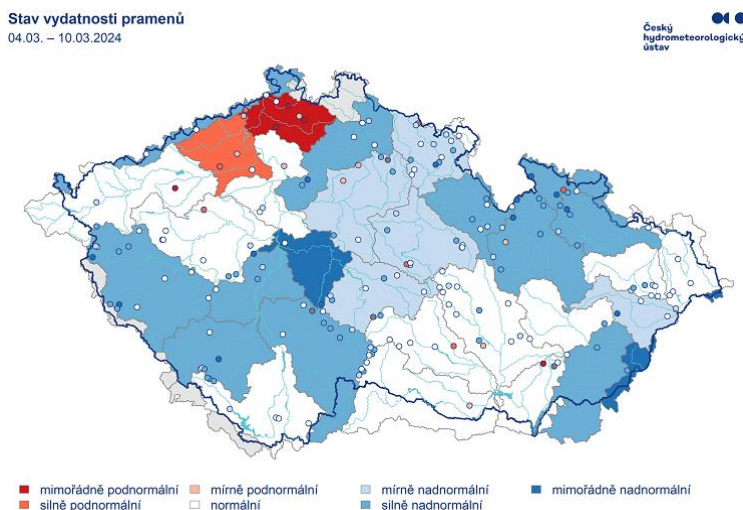 Stav vydatnosti pramenů
04.03. – 10.03.2024
Český
hydrometeorologický
ústav
mimořádně podnormální
mírně podnormální
mírně nadnormální
mimořádně nadnormální
silně podnormální
normální
silně nadnormální